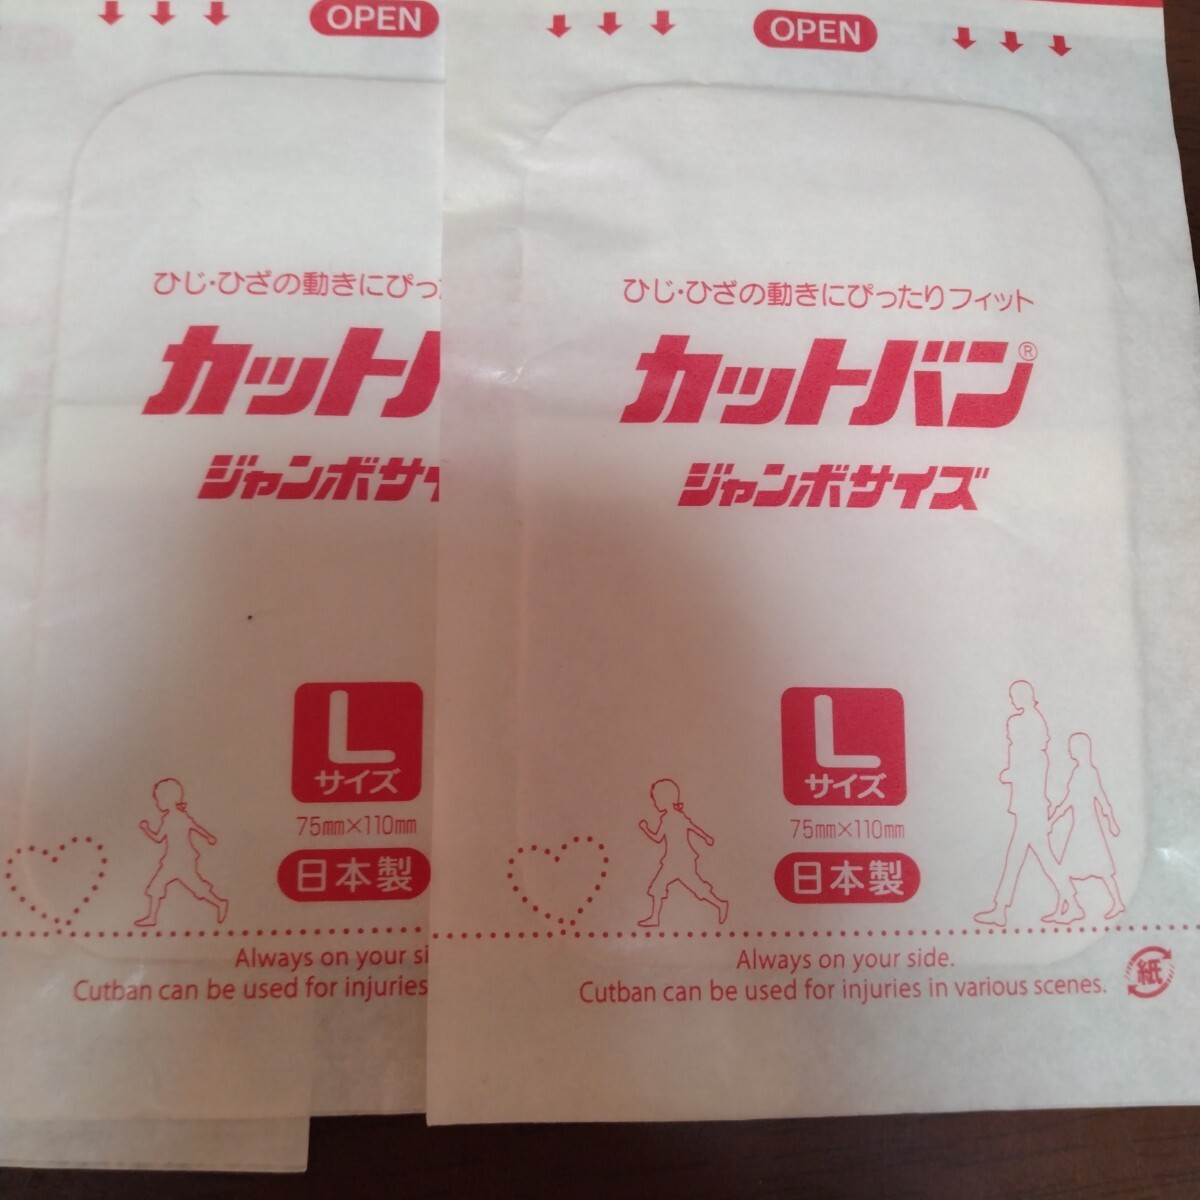 OPEN
ひじ・ひざの動きにぴっ
カット
ジャンボサ
L
サイズ
75mm×110mm
日本製
Always on your si
Cutban can be used for injuries
OPEN
ひじ・ひざの動きにぴったりフィット
カットバン®
ジャンボサイズ
L
サイズ
75mm×110mm
日本製
Always on your side.
Cutban can be used for injuries in various scenes.
紙